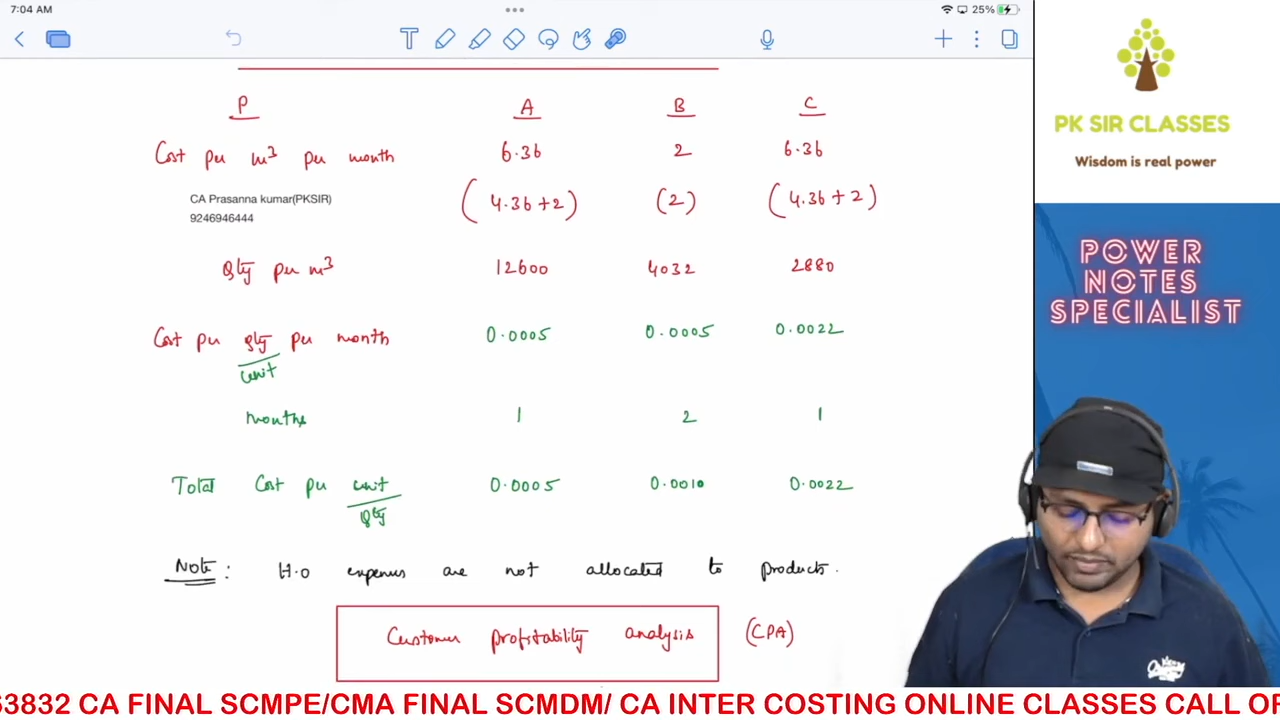 7:04 AM
25%
T
P A B C
Cost per m³ per month 6.36 2 6.36
CA Prasanna kumar(PKSIR)
9246946444
(4.36+2) (2) (4.36+2)
Qty per m³ 12600 4032 2880
Cost per Qty per month 0.0005 0.0005 0.0022
unit
months 1 2 1
Total Cost per unit 0.0005 0.0010 0.0022
Qty
Note: H.O expenses are not allocated to products.
Customer profitability analysis (CPA)
PK SIR CLASSES
Wisdom is real power
POWER
NOTES
SPECIALIST
63832 CA FINAL SCMPE/CMA FINAL SCMDM/ CA INTER COSTING ONLINE CLASSES CALL OR